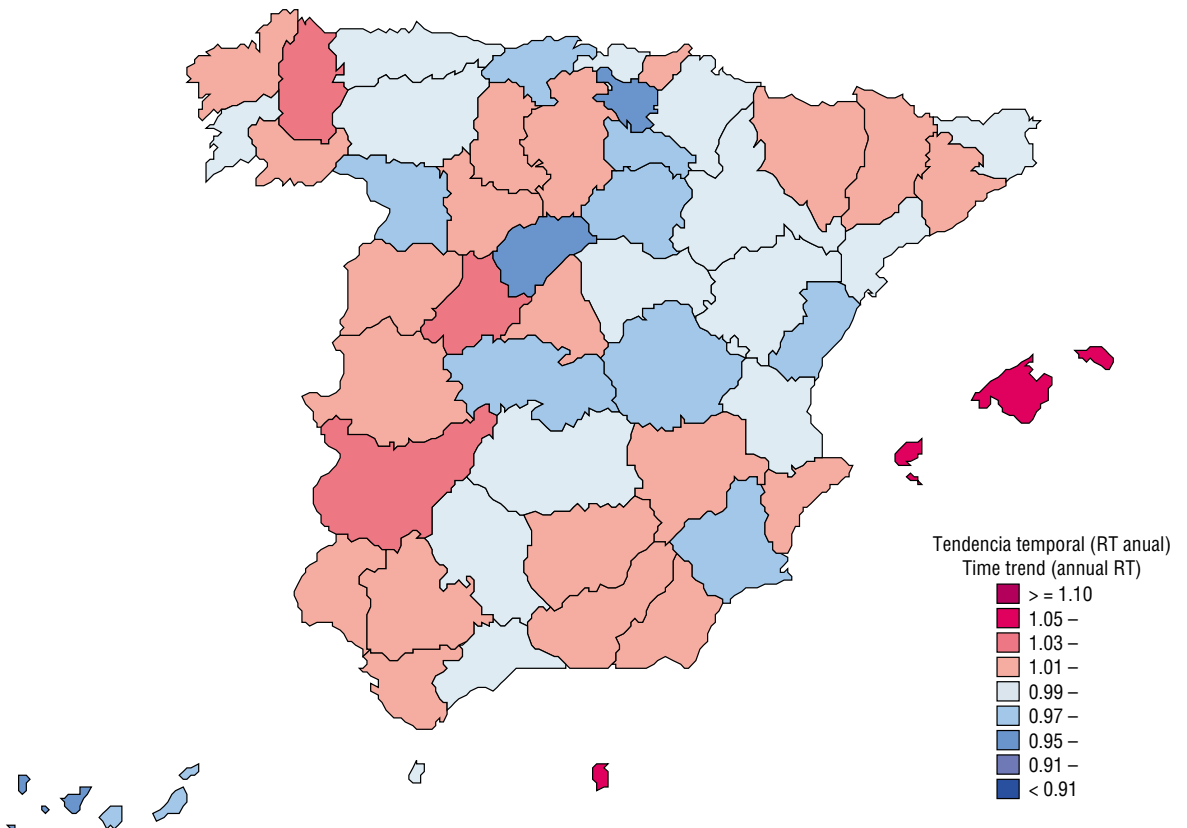 Tendencia temporal (RT anual)
Time trend (annual RT)
> = 1.10
1.05 –
1.03 –
1.01 –
0.99 –
0.97 –
0.95 –
0.91 –
< 0.91